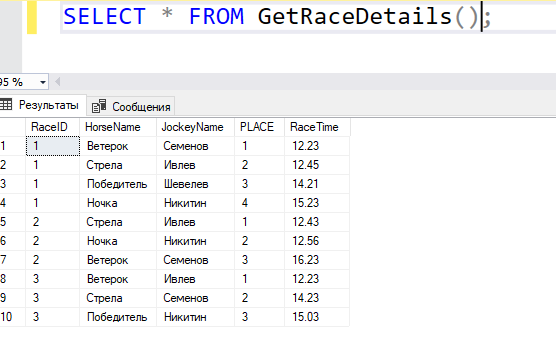 SELECT * FROM GetRaceDetails();
95 %
Результаты Сообщения
RaceID HorseName JockeyName PLACE RaceTime
1 1 Ветерок Семенов 1 12.23
2 1 Стрела Ивлев 2 12.45
3 1 Победитель Шевелев 3 14.21
4 1 Ночка Никитин 4 15.23
5 2 Стрела Ивлев 1 12.43
6 2 Ночка Никитин 2 12.56
7 2 Ветерок Семенов 3 16.23
8 3 Ветерок Ивлев 1 12.23
9 3 Стрела Семенов 2 14.23
10 3 Победитель Никитин 3 15.03